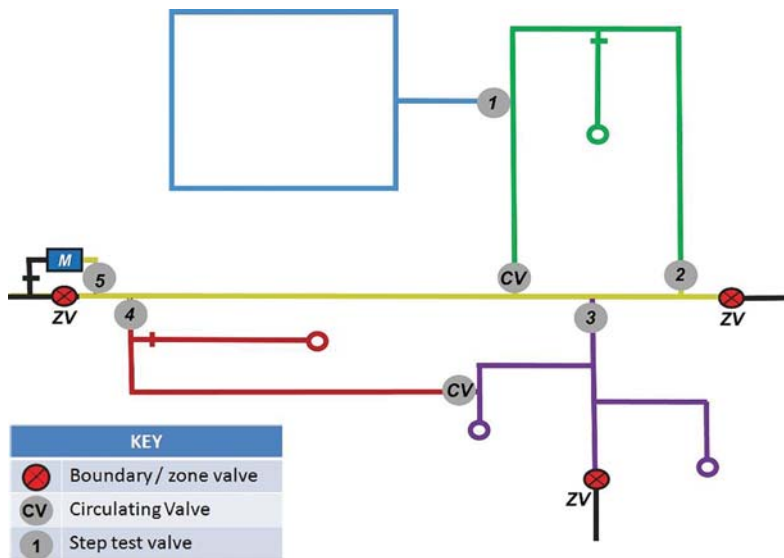 1
M
5
CV
2
ZV
4
3
ZV
CV
KEY
Boundary / zone valve
ZV
CV Circulating Valve
1 Step test valve